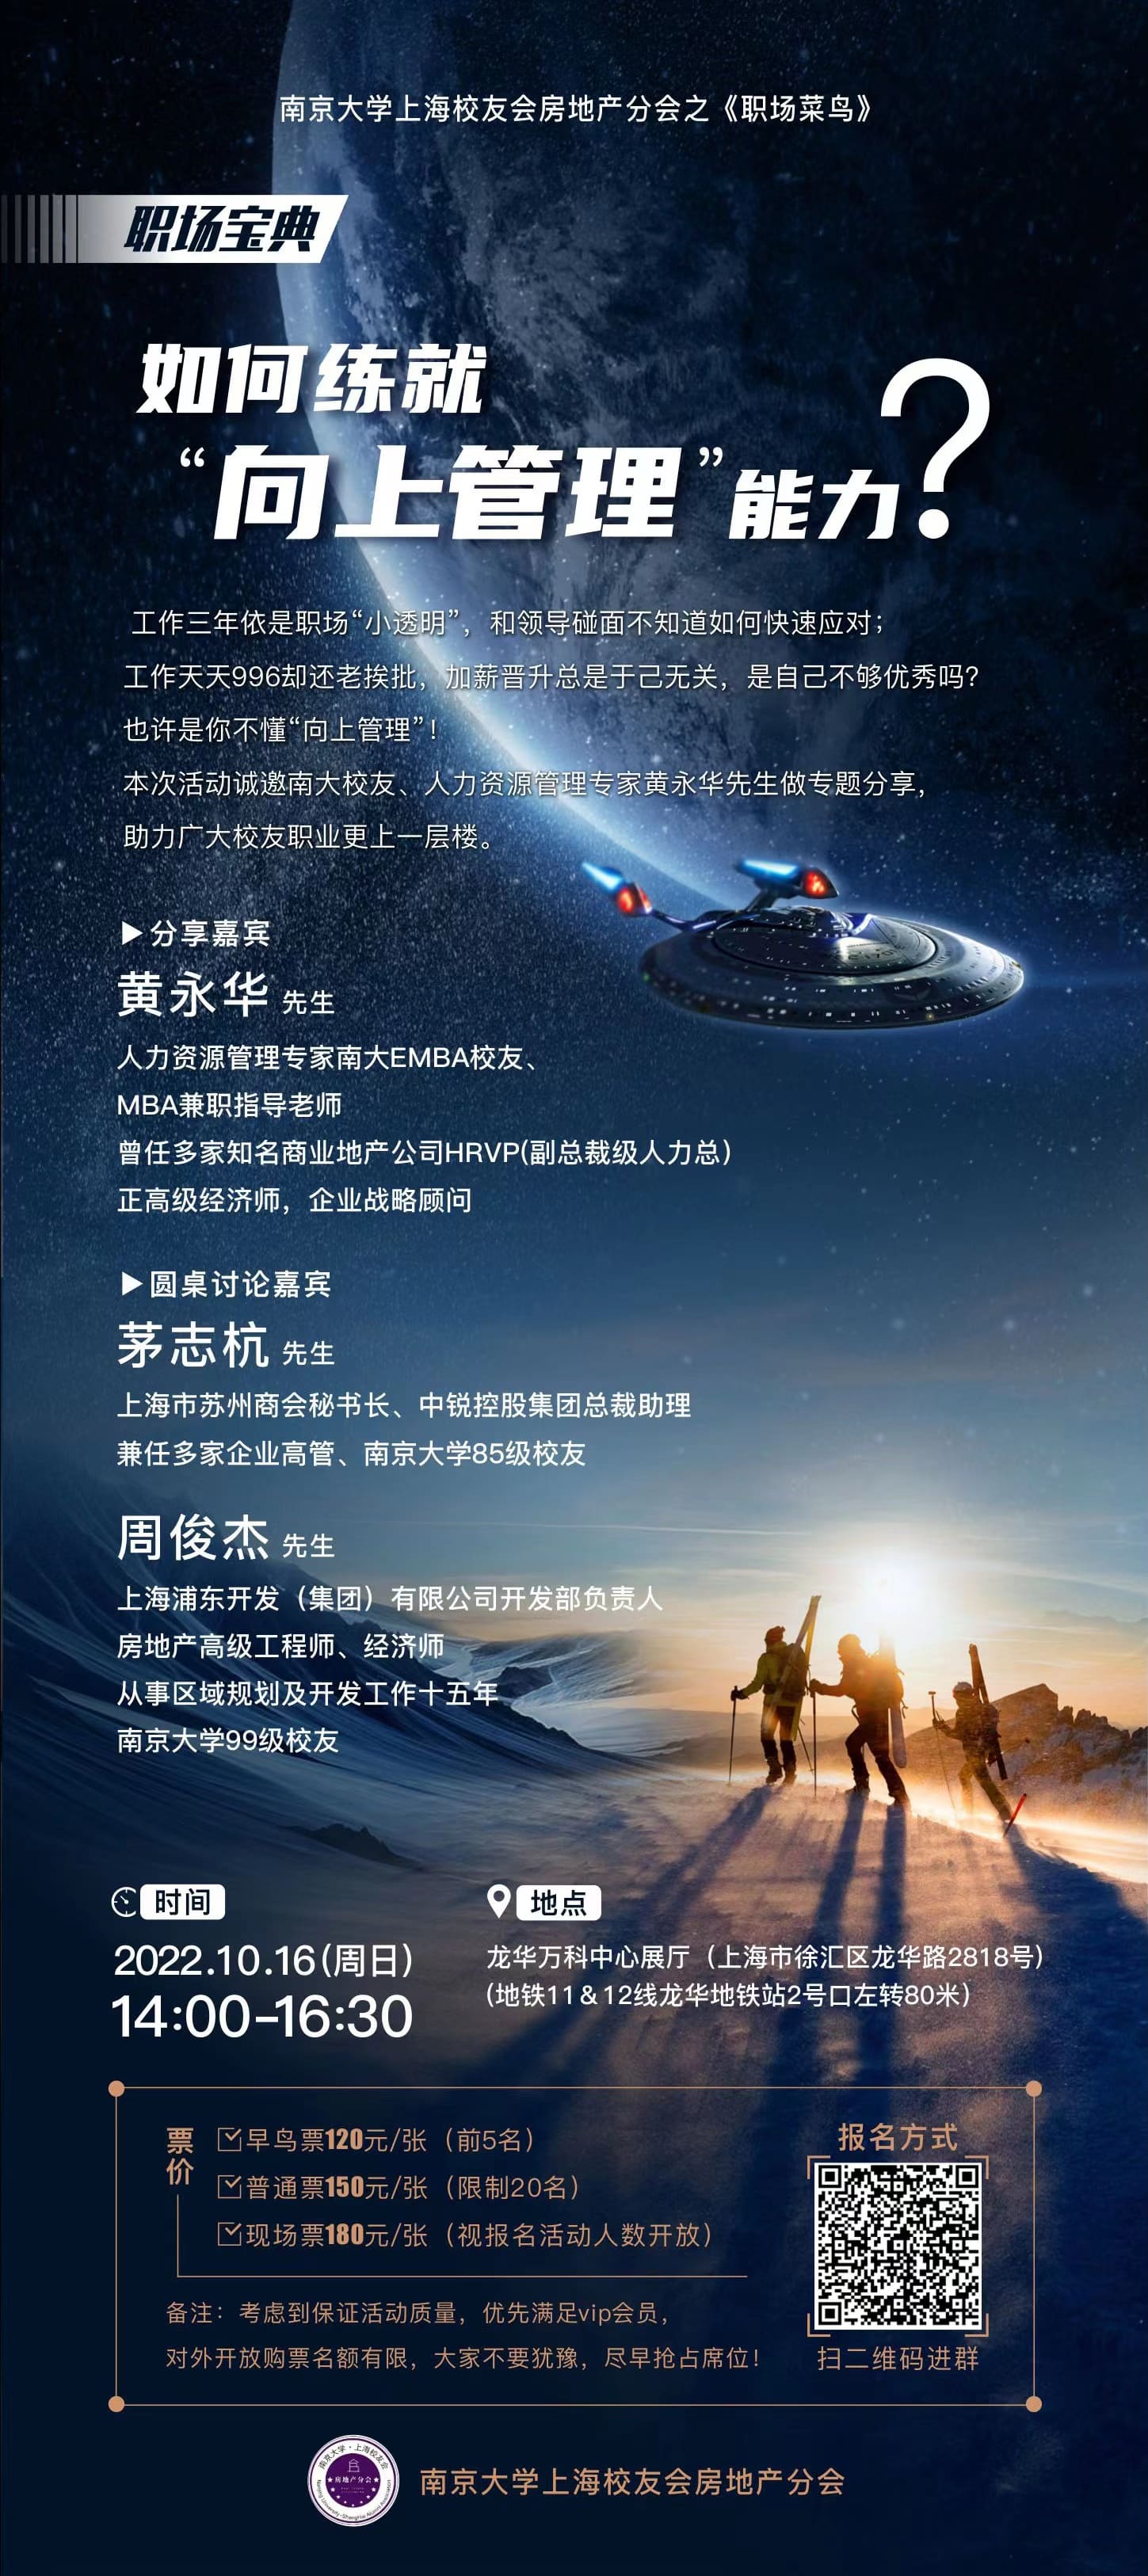 南京大学上海校友会房地产分会之《职场菜鸟》
职场宝典
如何练就
“向上管理”能力?
工作三年依是职场“小透明”，和领导碰面不知道如何快速应对；
工作天天996却还老挨批，加薪晋升总是于己无关，是自己不够优秀吗?
也许是你不懂“向上管理”！
本次活动诚邀南大校友、人力资源管理专家黄永华先生做专题分享，
助力广大校友职业更上一层楼。
▶分享嘉宾
黄永华 先生
人力资源管理专家南大EMBA校友、
MBA兼职指导老师
曾任多家知名商业地产公司HRVP(副总裁级人力总)
正高级经济师，企业战略顾问
▶圆桌讨论嘉宾
茅志杭 先生
上海市苏州商会秘书长、中锐控股集团总裁助理
兼任多家企业高管、南京大学85级校友
周俊杰 先生
上海浦东开发（集团）有限公司开发部负责人
房地产高级工程师、经济师
从事区域规划及开发工作十五年
南京大学99级校友
时间
2022.10.16(周日)
14:00-16:30
地点
龙华万科中心展厅（上海市徐汇区龙华路2818号)
(地铁11＆12线龙华地铁站2号口左转80米)
票价
早鸟票120元/张（前5名）
普通票150元/张（限制20名）
现场票180元/张（视报名活动人数开放）
备注：考虑到保证活动质量，优先满足vip会员，
对外开放购票名额有限，大家不要犹豫，尽早抢占席位！
报名方式
扫二维码进群
南京大学·上海校友会
房地产分会
南京大学上海校友会房地产分会